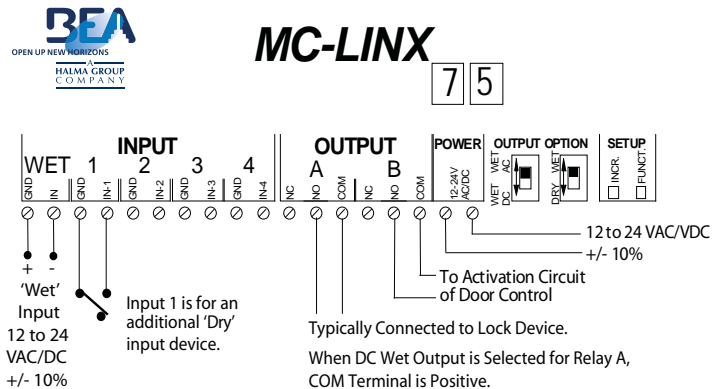 BEA
OPEN UP NEW HORIZONS
A
HALMA GROUP
COMPANY
MC-LINX
7 5
INPUT
OUTPUT
POWER
OUTPUT OPTION
SETUP
WET 1 2 3 4
A B
GND IN GND IN-1 GND IN-2 GND IN-3 GND IN-4 NC NO COM NC NO COM
12-24V
AC/DC
WET DC WET AC
DRY WET
INCR.
FUNCT.
12 to 24 VAC/VDC
+/- 10%
+ -
'Wet'
Input
12 to 24
VAC/DC
+/- 10%
Input 1 is for an
additional 'Dry'
input device.
To Activation Circuit
of Door Control
Typically Connected to Lock Device.
When DC Wet Output is Selected for Relay A,
COM Terminal is Positive.